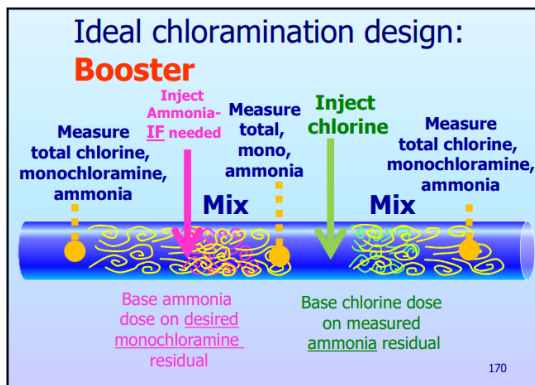 Ideal chloramination design:
Booster
Inject
Ammonia-
IF needed
Measure
total chlorine,
monochloramine,
ammonia
Measure
total,
mono,
ammonia
Inject
chlorine
Measure
total chlorine,
monochloramine,
ammonia
Mix
Mix
Base ammonia
dose on desired
monochloramine
residual
Base chlorine dose
on measured
ammonia residual
170